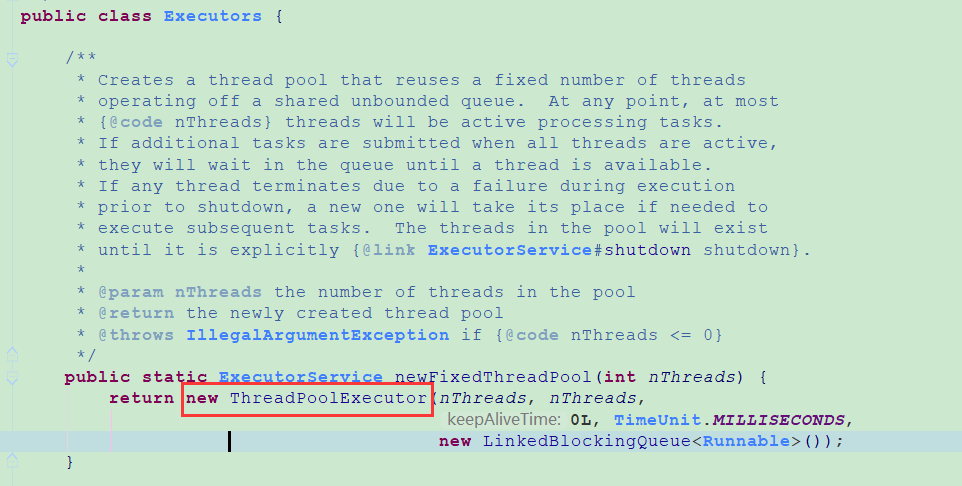 public class Executors {
/**
* Creates a thread pool that reuses a fixed number of threads
* operating off a shared unbounded queue.  At any point, at most
* {@code nThreads} threads will be active processing tasks.
* If additional tasks are submitted when all threads are active,
* they will wait in the queue until a thread is available.
* If any thread terminates due to a failure during execution
* prior to shutdown, a new one will take its place if needed to
* execute subsequent tasks.  The threads in the pool will exist
* until it is explicitly {@link ExecutorService#shutdown shutdown}.
*
* @param nThreads the number of threads in the pool
* @return the newly created thread pool
* @throws IllegalArgumentException if {@code nThreads <= 0}
*/
public static ExecutorService newFixedThreadPool(int nThreads) {
return new ThreadPoolExecutor(nThreads, nThreads,
keepAliveTime: 0L, TimeUnit.MILLISECONDS,
new LinkedBlockingQueue<Runnable>());
}